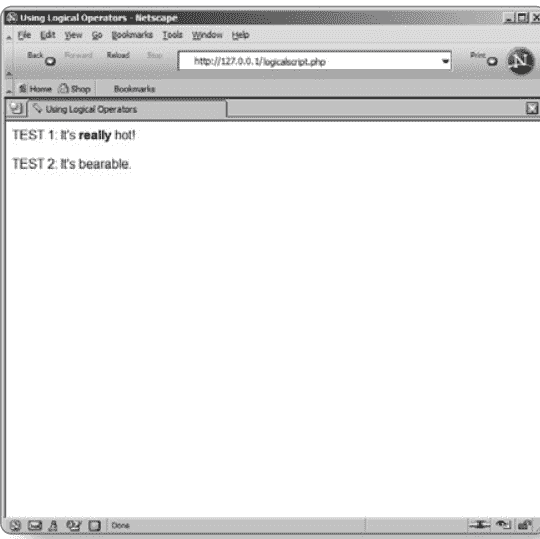 Using Logical Operators - Netscape
File Edit View Go Bookmarks Tools Window Help
Back Forward Reload Stop http://127.0.0.1/logicalscript.php Print N
Home Shop Bookmarks
Using Logical Operators
TEST 1: It's really hot!
TEST 2: It's bearable.
Done